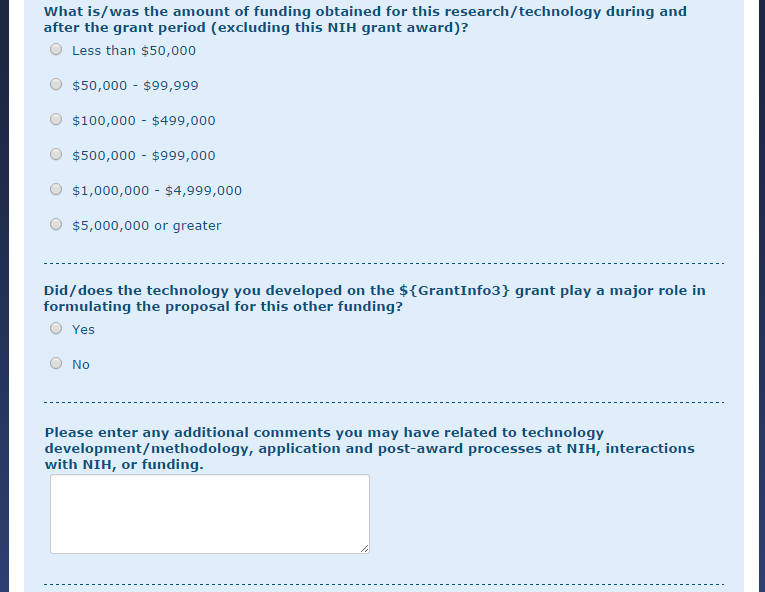 What is/was the amount of funding obtained for this research/technology during and
after the grant period (excluding this NIH grant award)?
Less than $50,000
$50,000 - $99,999
$100,000 - $499,000
$500,000 - $999,000
$1,000,000 - $4,999,000
$5,000,000 or greater
Did/does the technology you developed on the ${GrantInfo3} grant play a major role in
formulating the proposal for this other funding?
Yes
No
Please enter any additional comments you may have related to technology
development/methodology, application and post-award processes at NIH, interactions
with NIH, or funding.